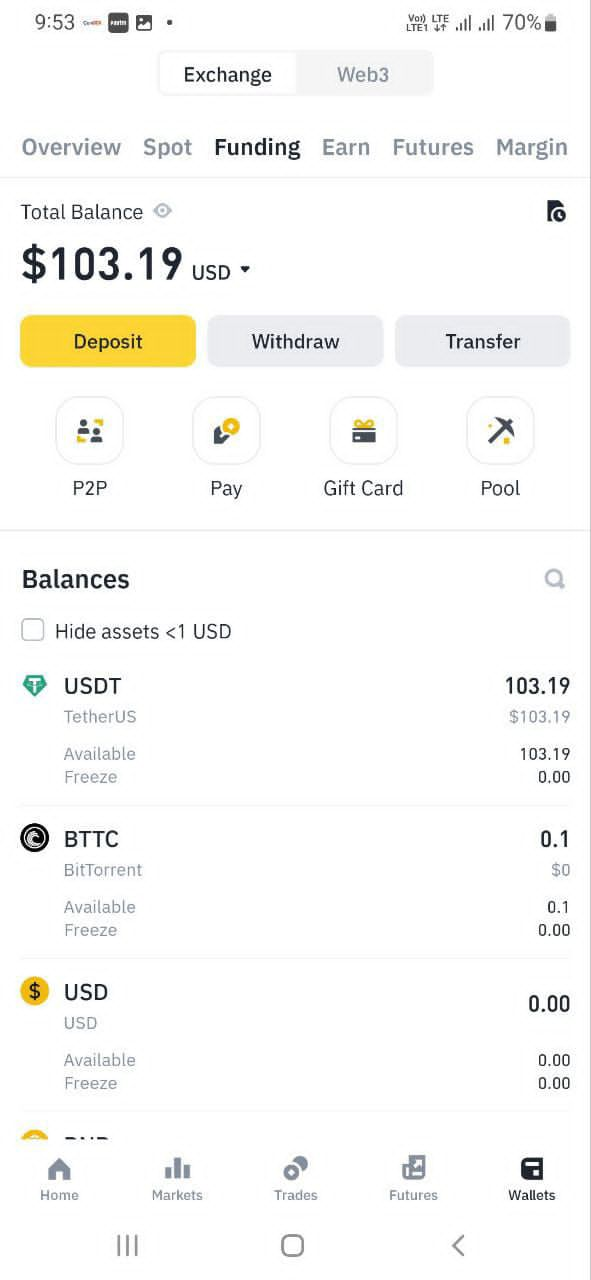 9:53
Vo)) LTE
LTE1
70%
Exchange Web3
Overview Spot Funding Earn Futures Margin
Total Balance
$103.19 USD
Deposit Withdraw Transfer
P2P Pay Gift Card Pool
Balances
Hide assets <1 USD
USDT 103.19
TetherUS $103.19
Available 103.19
Freeze 0.00
BTTC 0.1
BitTorrent $0
Available 0.1
Freeze 0.00
USD 0.00
USD
Available 0.00
Freeze 0.00
Home Markets Trades Futures Wallets